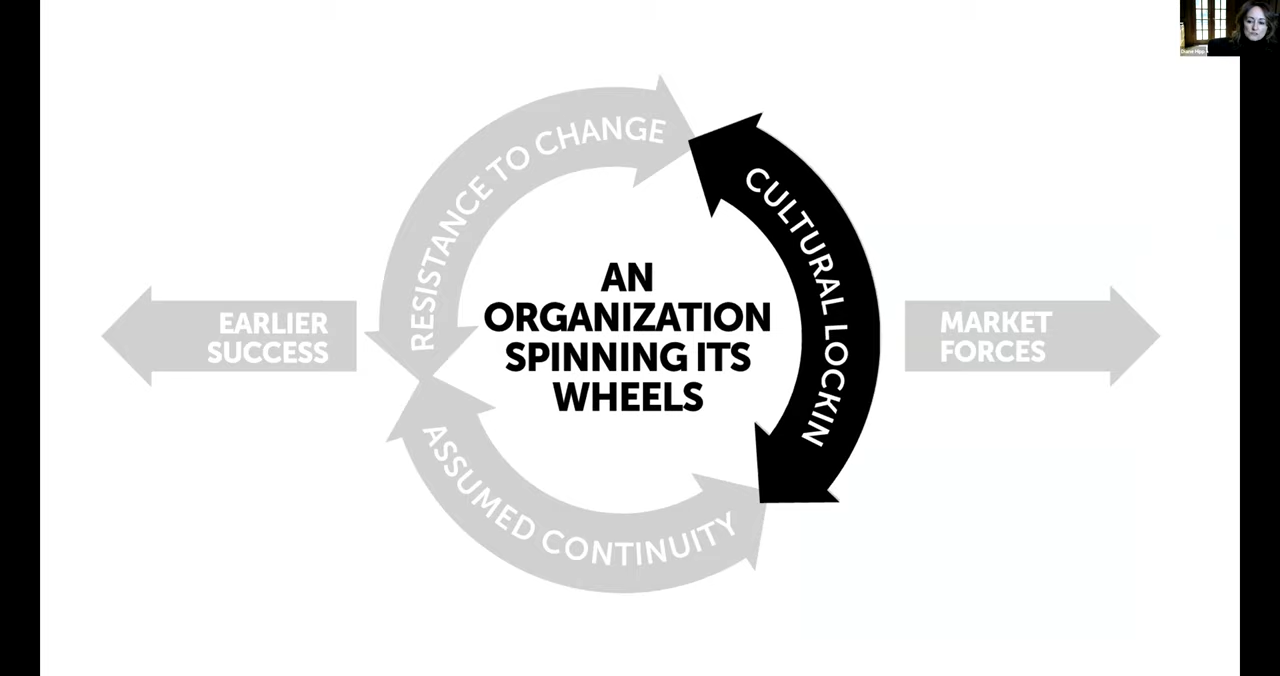 RESISTANCE TO CHANGE
CULTURAL LOCKIN
AN
ORGANIZATION
SPINNING ITS
WHEELS
EARLIER
SUCCESS
MARKET
FORCES
ASSUMED CONTINUITY